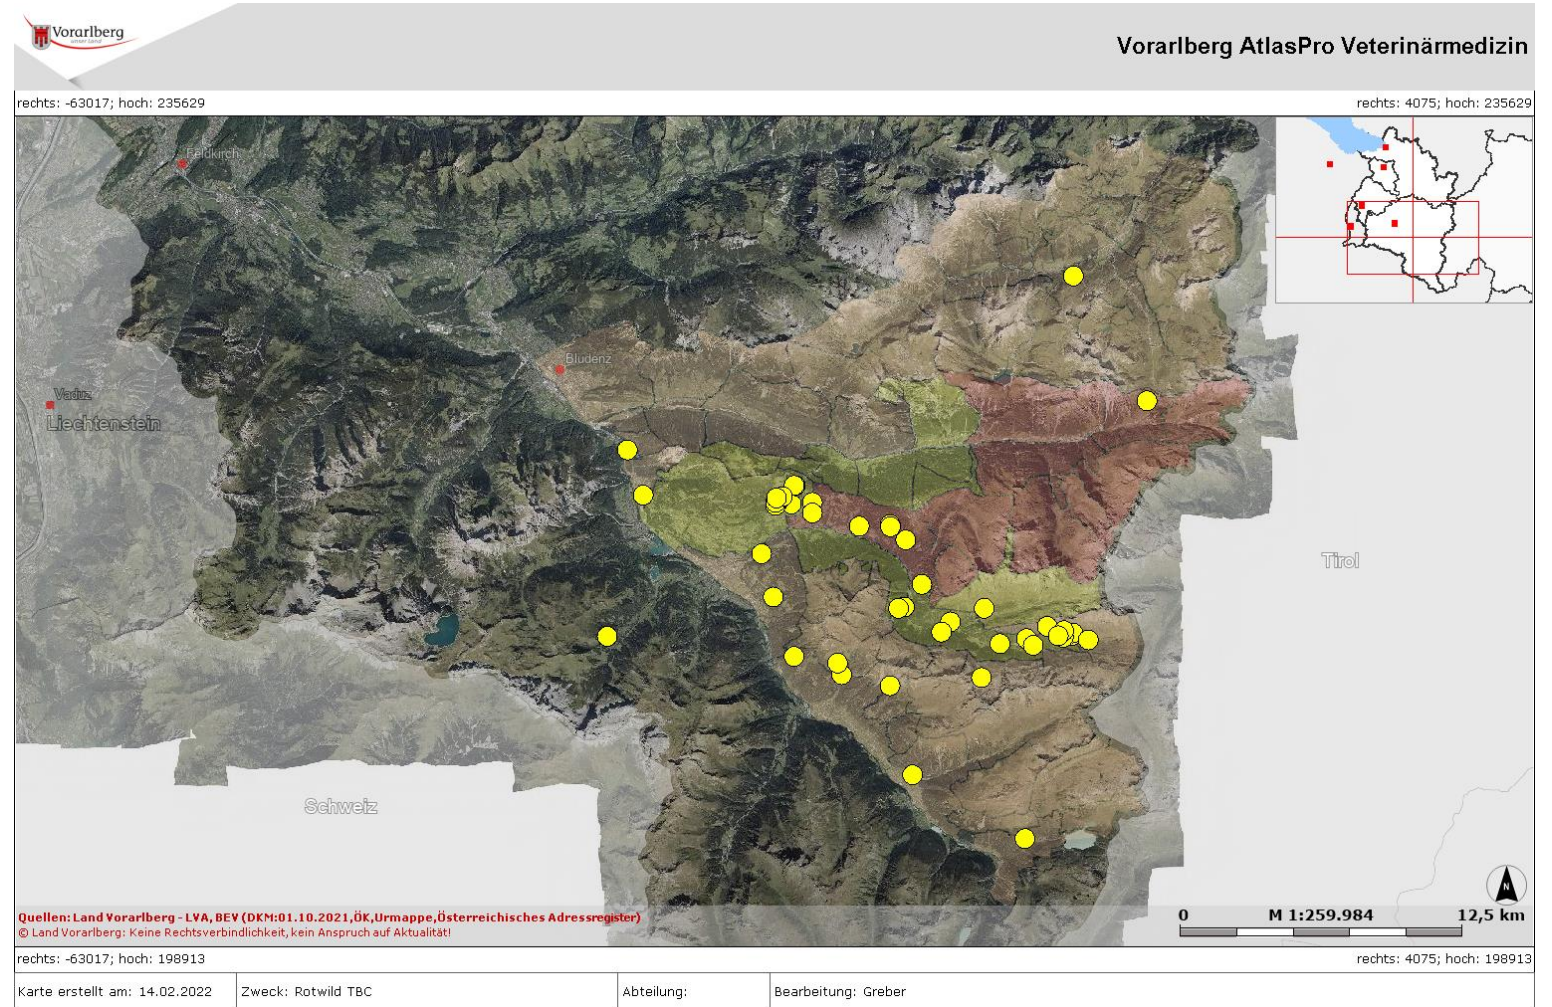 Vorarlberg
unser Land
Vorarlberg AtlasPro Veterinärmedizin
rechts: -63017; hoch: 235629
rechts: 4075; hoch: 235629
Feldkirch
Bludenz
Vaduz
Liechtenstein
Tirol
Schweiz
N
Quellen: Land Vorarlberg - LVA, BEV (DKM:01.10.2021,ÖK,Urmappe,Österreichisches Adressregister)
© Land Vorarlberg: Keine Rechtsverbindlichkeit, kein Anspruch auf Aktualität!
0 M 1:259.984 12,5 km
rechts: -63017; hoch: 198913
rechts: 4075; hoch: 198913
Karte erstellt am: 14.02.2022 Zweck: Rotwild TBC Abteilung: Bearbeitung: Greber